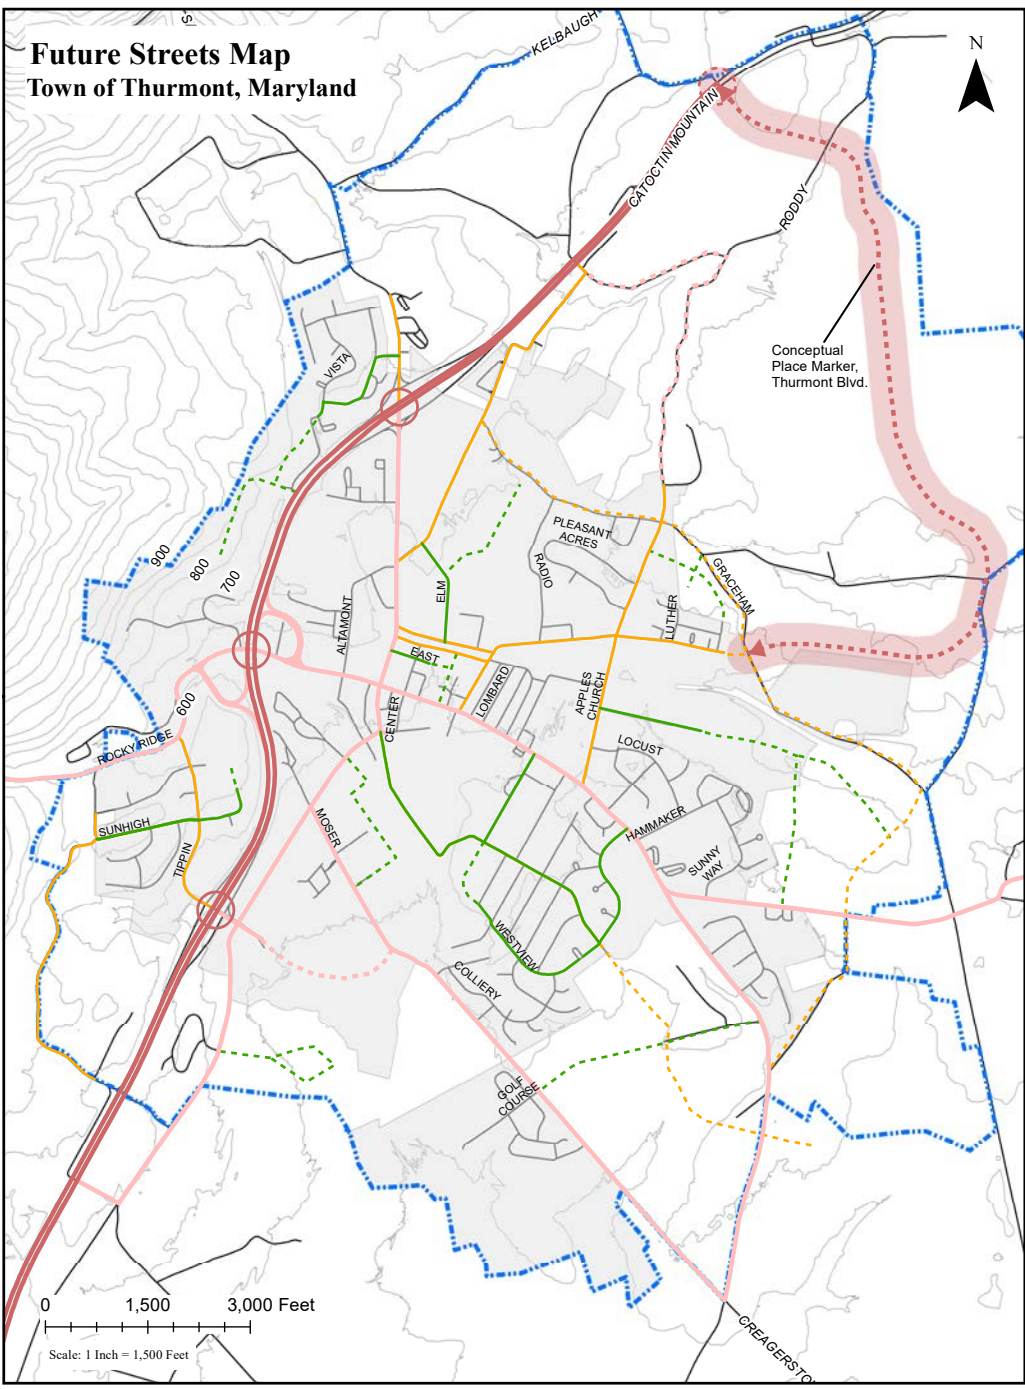 S
KELBAUGH
Future Streets Map
Town of Thurmont, Maryland
N
CATOCTIN MOUNTAIN
RODDY
Conceptual
Place Marker,
Thurmont Blvd.
VISTA
PLEASANT
ACRES
900
800
700
RADIO
GRACEHAM
ELM
ALTAMONT
LUTHER
EAST
LOMBARD
APPLES
CHURCH
600
CENTER
ROCKY RIDGE
LOCUST
SUNHIGH
MOSER
HAMMAKER
TIPPIN
SUNNY
WAY
WESTVIEW
COLLIERY
GOLF
COURSE
0 1,500 3,000 Feet
Scale: 1 Inch = 1,500 Feet
CREAGERSTO